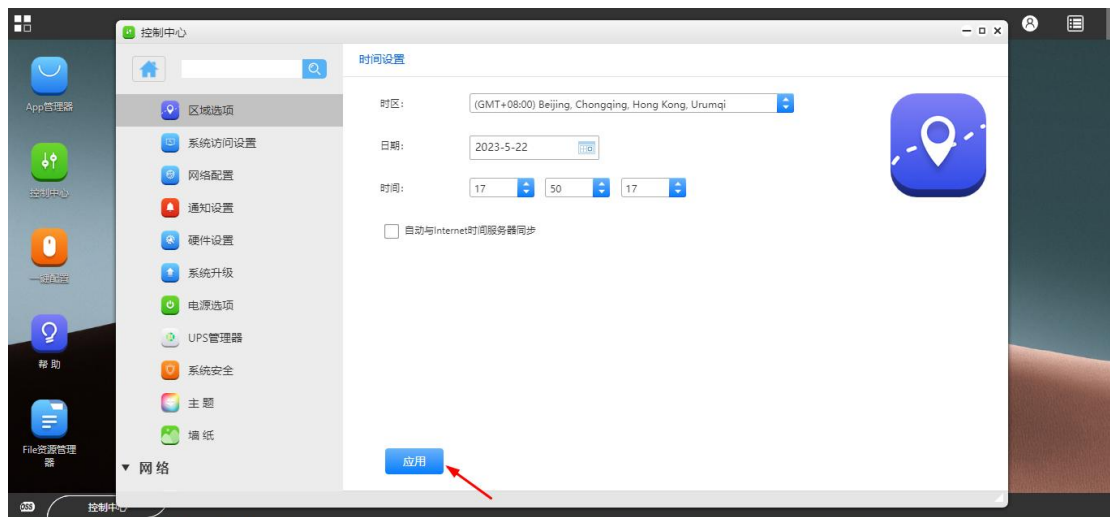 控制中心
时间设置
App管理器
控制中心
一键配置
帮 助
File资源管理
器
区域选项
系统访问设置
网络配置
通知设置
硬件设置
系统升级
电源选项
UPS管理器
系统安全
主 题
墙 纸
网 络
时区:
(GMT+08:00) Beijing, Chongqing, Hong Kong, Urumqi
日期:
2023-5-22
时间:
17 50 17
自动与Internet时间服务器同步
应用
控制中心